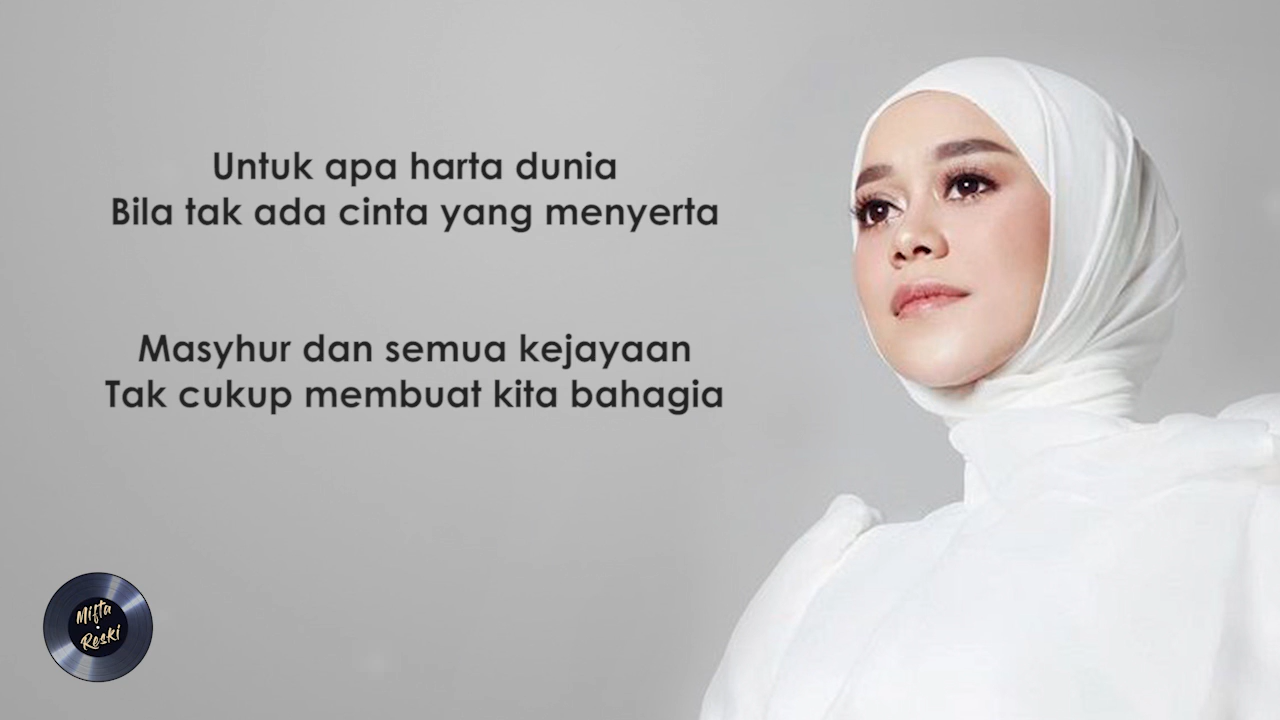 Untuk apa harta dunia
Bila tak ada cinta yang menyerta
Masyhur dan semua kejayaan
Tak cukup membuat kita bahagia
Mifta
Reski